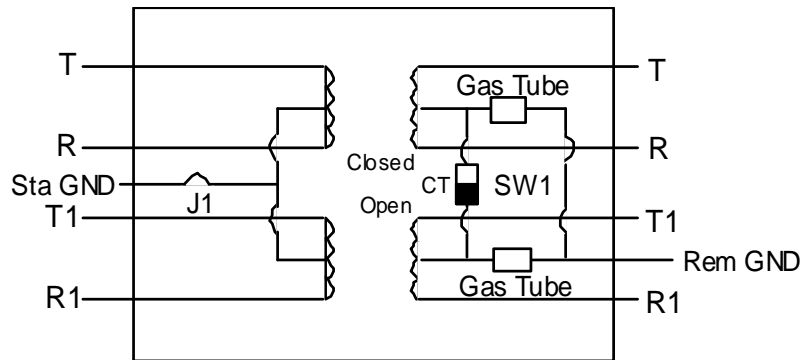 T
T
Gas Tube
R
R
Closed
CT
SW1
Sta GND
J1
Open
T1
T1
Rem GND
Gas Tube
R1
R1